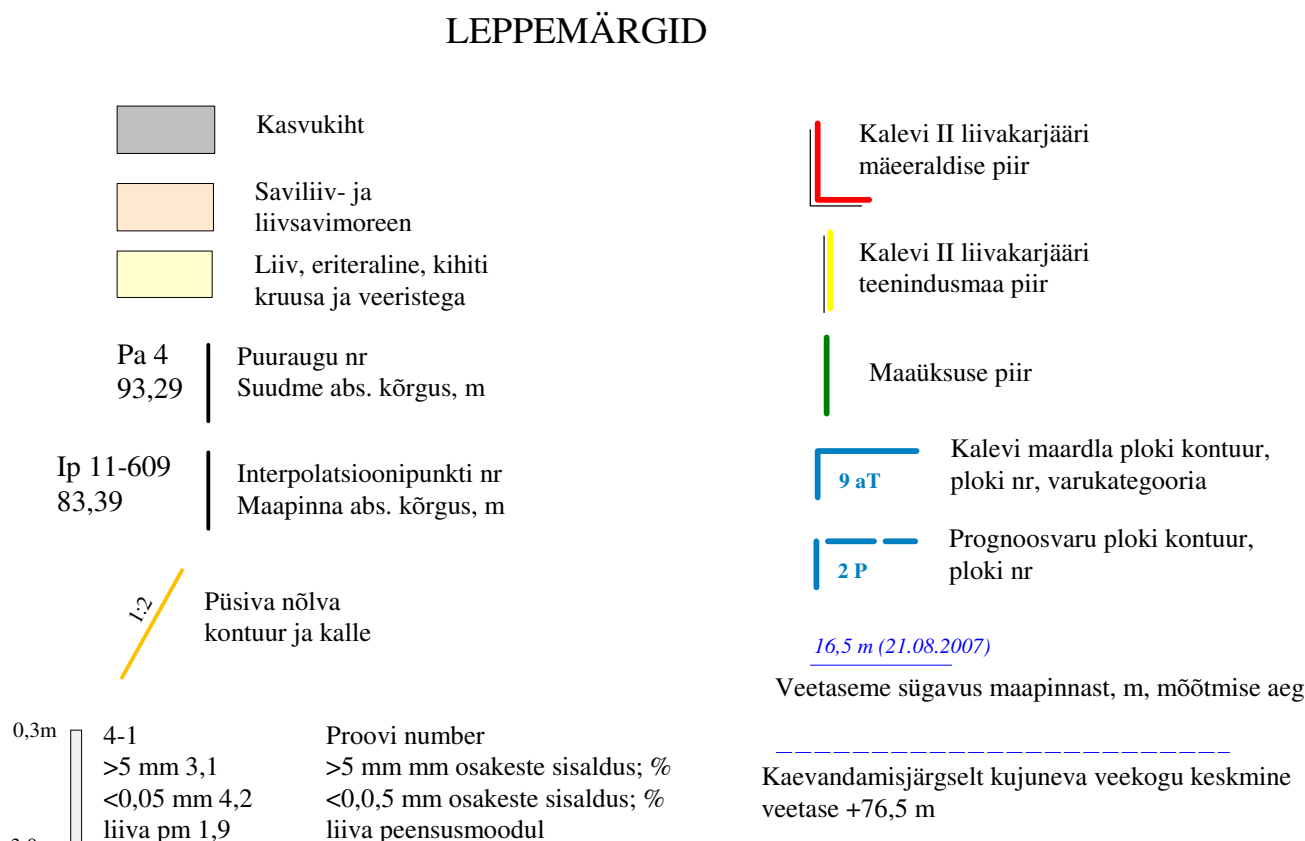 LEPPEMÄRGID
Kasvukiht
Saviliiv- ja
liivsavimoreen
Liiv, eriteraline, kihiti
kruusa ja veeristega
Pa 4
93,29
Puuraugu nr
Suudme abs. kõrgus, m
Ip 11-609
83,39
Interpolatsioonipunkti nr
Maapinna abs. kõrgus, m
1:2
Püsiva nõlva
kontuur ja kalle
0,3m
4-1
>5 mm 3,1
<0,05 mm 4,2
liiva pm 1,9
Proovi number
>5 mm mm osakeste sisaldus; %
<0,0,5 mm osakeste sisaldus; %
liiva peensusmoodul
Kalevi II liivakarjääri
mäeeraldise piir
Kalevi II liivakarjääri
teenindusmaa piir
Maaüksuse piir
9 aT
Kalevi maardla ploki kontuur,
ploki nr, varukategooria
2 P
Prognoosvaru ploki kontuur,
ploki nr
16,5 m (21.08.2007)
Veetaseme sügavus maapinnast, m, mõõtmise aeg
Kaevandamisjärgselt kujuneva veekogu keskmine
veetase +76,5 m